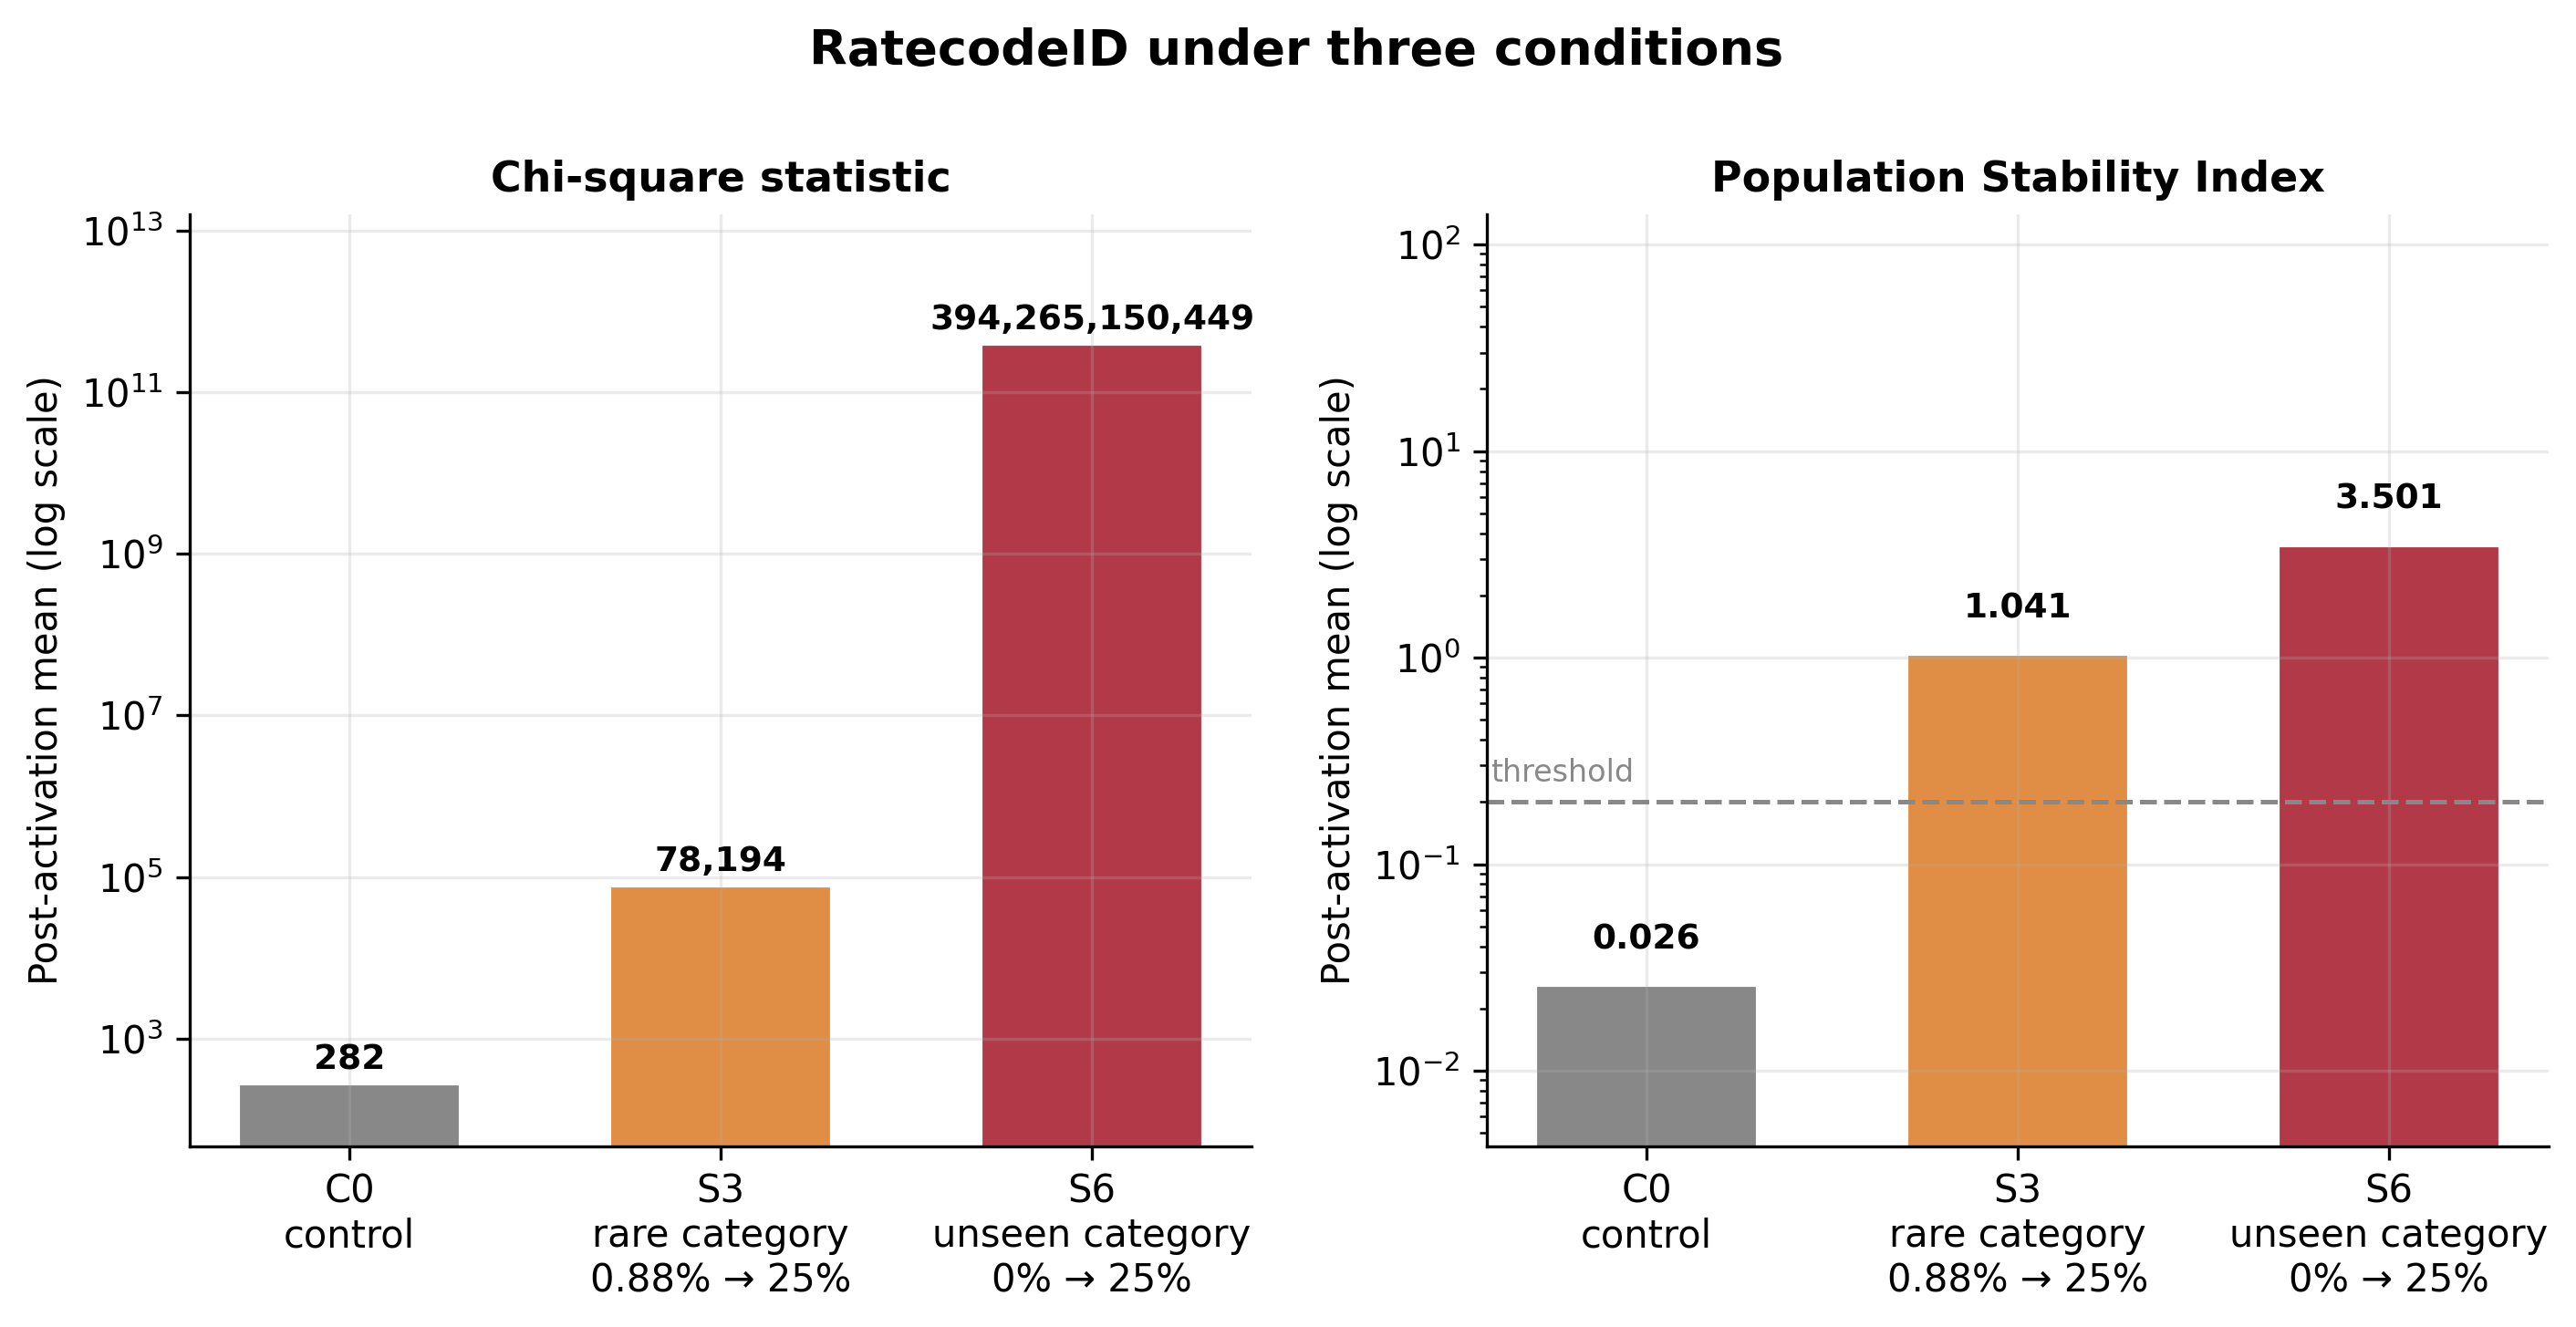 RatecodeID under three conditions
Chi-square statistic
Post-activation mean (log scale)
10¹³
10¹¹
10⁹
10⁷
10⁵
10³
282
78,194
394,265,150,449
C0
control
S3
rare category
0.88% → 25%
S6
unseen category
0% → 25%
Population Stability Index
Post-activation mean (log scale)
10²
10¹
10⁰
10⁻¹
10⁻²
threshold
0.026
1.041
3.501
C0
control
S3
rare category
0.88% → 25%
S6
unseen category
0% → 25%